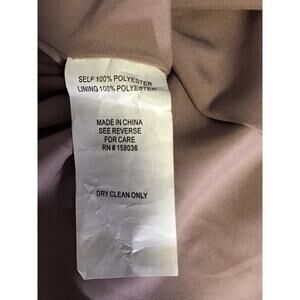 SELF 100% POLYESTER
LINING 100% POLYESTER
MADE IN CHINA
SEE REVERSE
FOR CARE
RN # 158036
DRY CLEAN ONLY